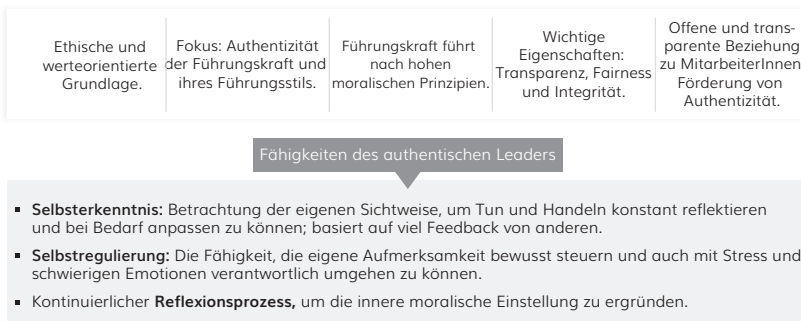 Ethische und
werteorientierte
Grundlage.
Fokus: Authentizität
der Führungskraft und
ihres Führungsstils.
Führungskraft führt
nach hohen
moralischen Prinzipien.
Wichtige
Eigenschaften:
Transparenz, Fairness
und Integrität.
Offene und trans-
parente Beziehung
zu MitarbeiterInnen
Förderung von
Authentizität.
Fähigkeiten des authentischen Leaders
▪ Selbsterkenntnis: Betrachtung der eigenen Sichtweise, um Tun und Handeln konstant reflektieren
und bei Bedarf anpassen zu können; basiert auf viel Feedback von anderen.
▪ Selbstregulierung: Die Fähigkeit, die eigene Aufmerksamkeit bewusst steuern und auch mit Stress und
schwierigen Emotionen verantwortlich umgehen zu können.
▪ Kontinuierlicher Reflexionsprozess, um die innere moralische Einstellung zu ergründen.